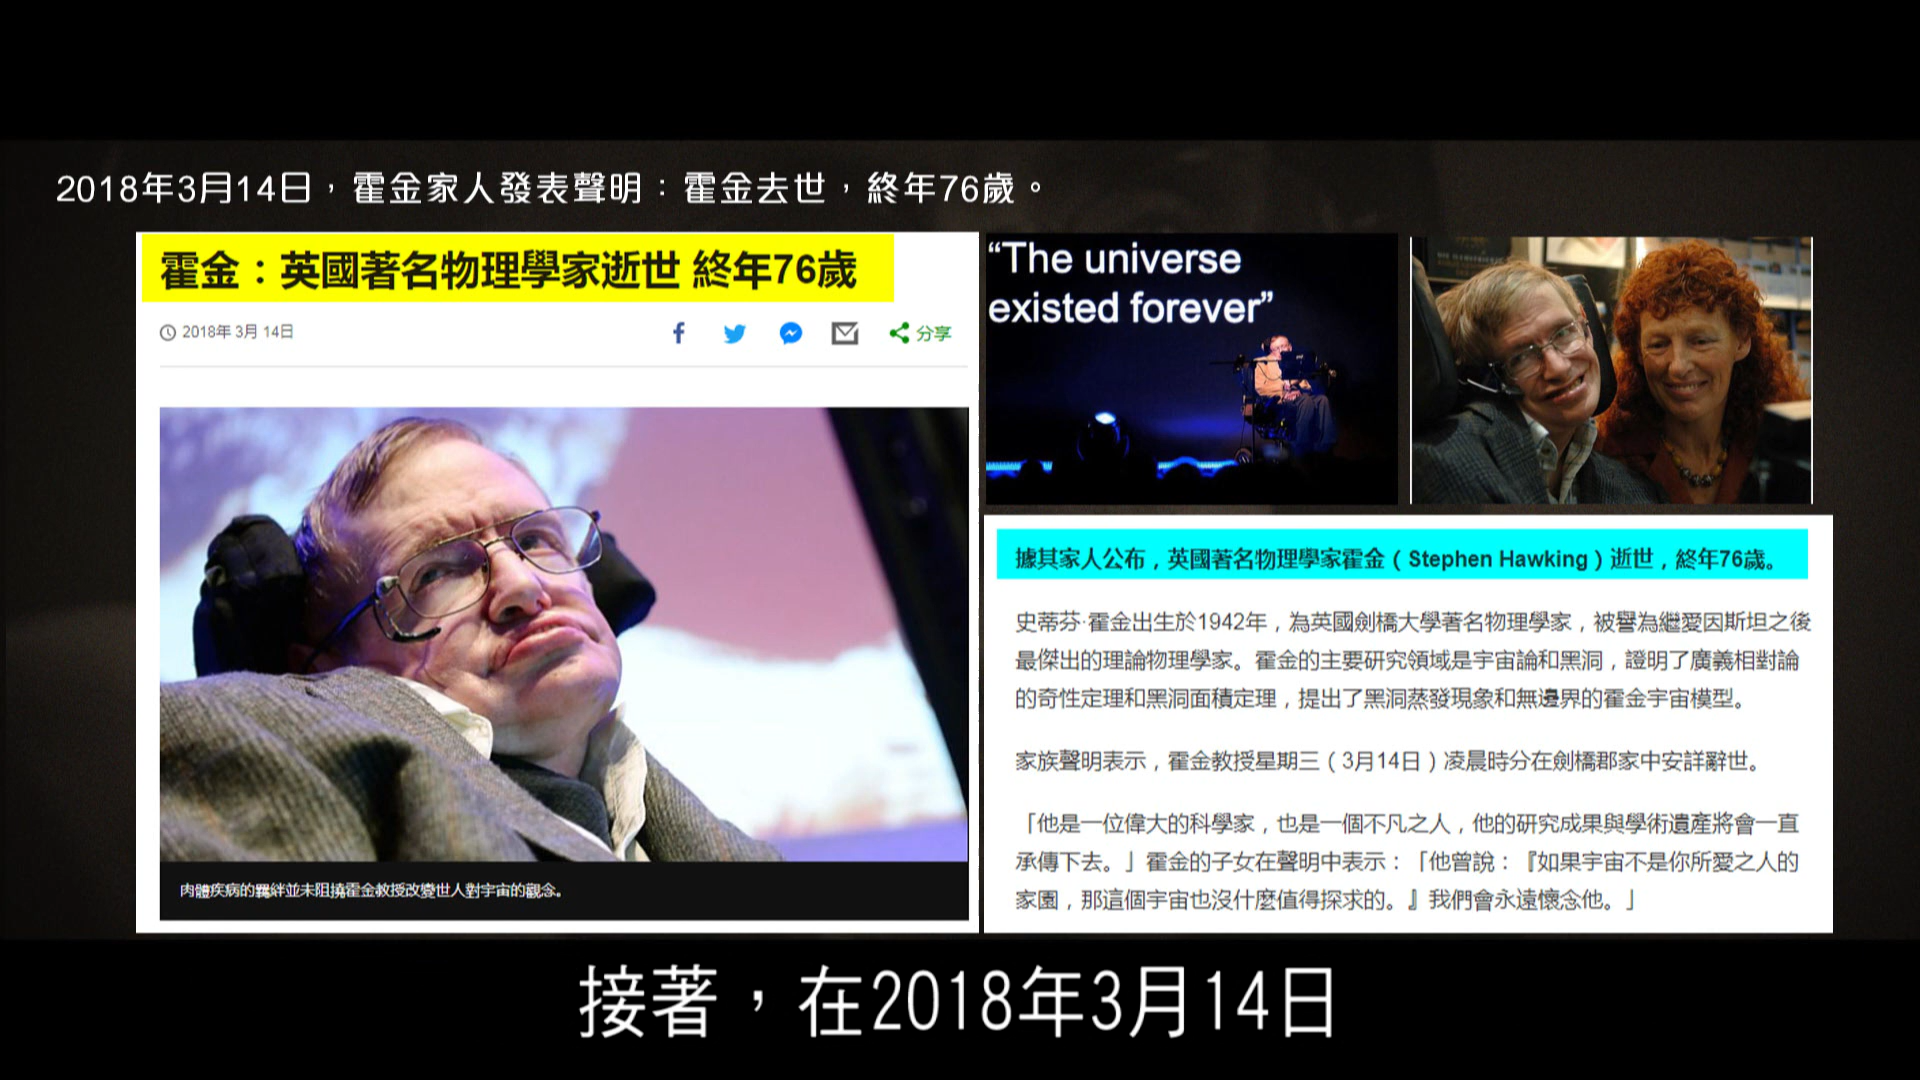 2018年3月14日，霍金家人發表聲明：霍金去世，終年76歲。
霍金：英國著名物理學家逝世 終年76歲
2018年 3月 14日
分享
肉體疾病的羈絆並未阻撓霍金教授改變世人對宇宙的觀念。
“The universe
existed forever”
據其家人公布，英國著名物理學家霍金（Stephen Hawking）逝世，終年76歲。
史蒂芬·霍金出生於1942年，為英國劍橋大學著名物理學家，被譽為繼愛因斯坦之後
最傑出的理論物理學家。霍金的主要研究領域是宇宙論和黑洞，證明了廣義相對論
的奇性定理和黑洞面積定理，提出了黑洞蒸發現象和無邊界的霍金宇宙模型。
家族聲明表示，霍金教授星期三（3月14日）凌晨時分在劍橋郡家中安詳辭世。
「他是一位偉大的科學家，也是一個不凡之人，他的研究成果與學術遺產將會一直
承傳下去。」霍金的子女在聲明中表示：「他曾說：『如果宇宙不是你所愛之人的
家園，那這個宇宙也沒什麼值得探求的。』我們會永遠懷念他。」
接著，在2018年3月14日